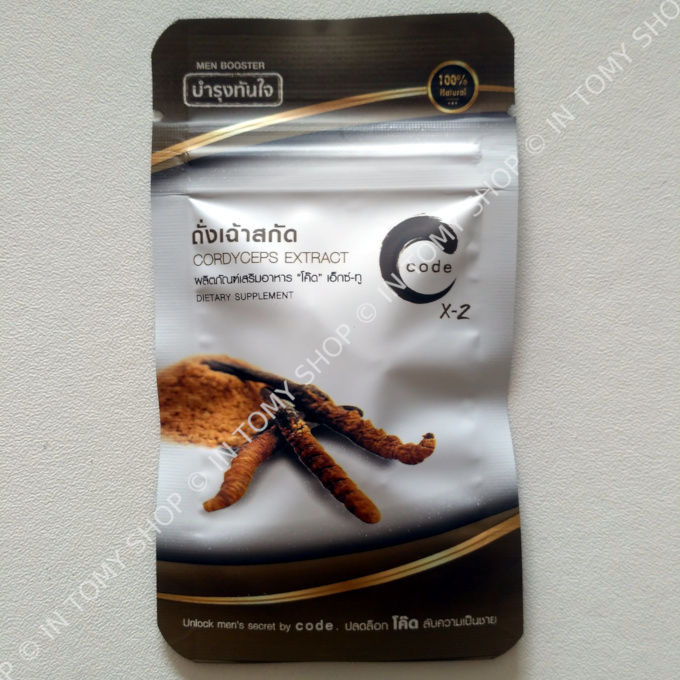 MEN BOOSTER
บำรุงทันใจ
100%
Natural
ถั่งเฉ้าสกัด
CORDYCEPS EXTRACT
ผลิตภัณฑ์เสริมอาหาร "โค๊ด" เอ็กซ์-ทู
DIETARY SUPPLEMENT
code
X-2
Unlock men's secret by code. ปลดล็อก โค๊ด ลับความเป็นชาย
© IN TOMY SHOP © IN TOMY SHOP © IN TOMY SHOP